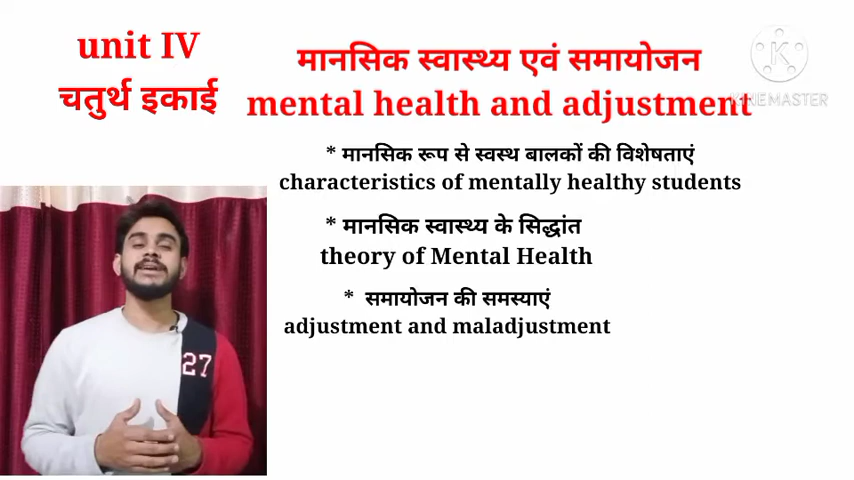 unit IV
चतुर्थ इकाई
मानसिक स्वास्थ्य एवं समायोजन
mental health and adjustment
K
KINEMASTER
* मानसिक रूप से स्वस्थ बालकों की विशेषताएं
characteristics of mentally healthy students
* मानसिक स्वास्थ्य के सिद्धांत
theory of Mental Health
* समायोजन की समस्याएं
adjustment and maladjustment
27